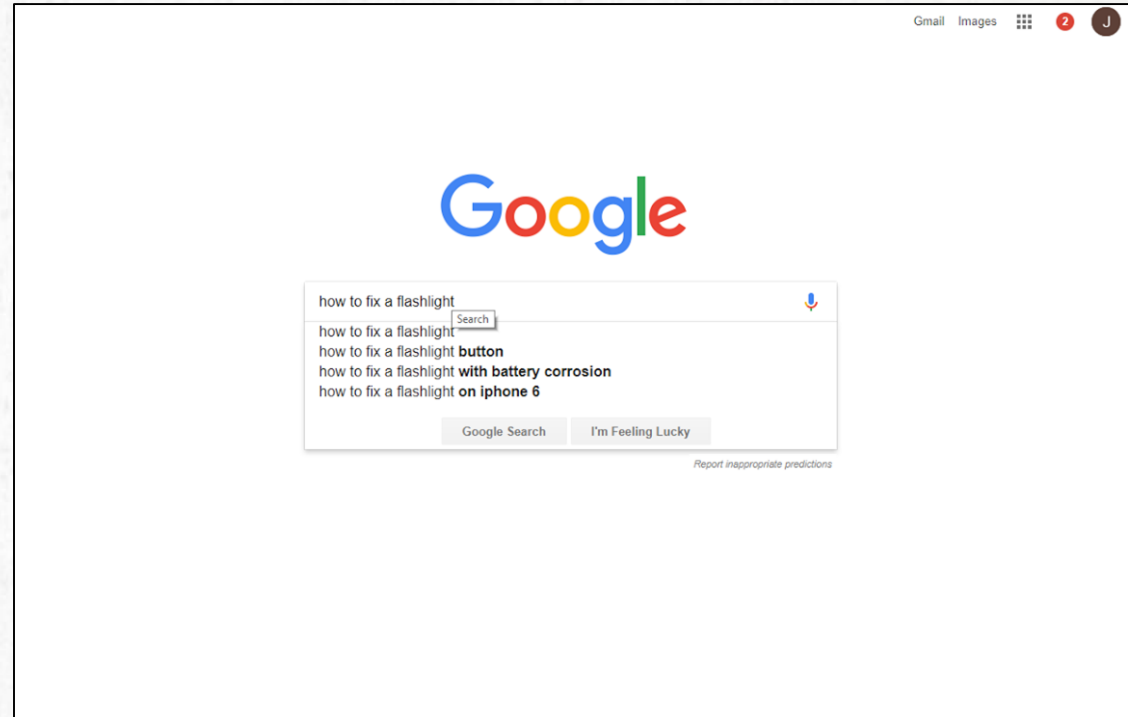 Gmail Images 2 J
Google
how to fix a flashlight
Search
how to fix a flashlight
how to fix a flashlight button
how to fix a flashlight with battery corrosion
how to fix a flashlight on iphone 6
Google Search I'm Feeling Lucky
Report inappropriate predictions